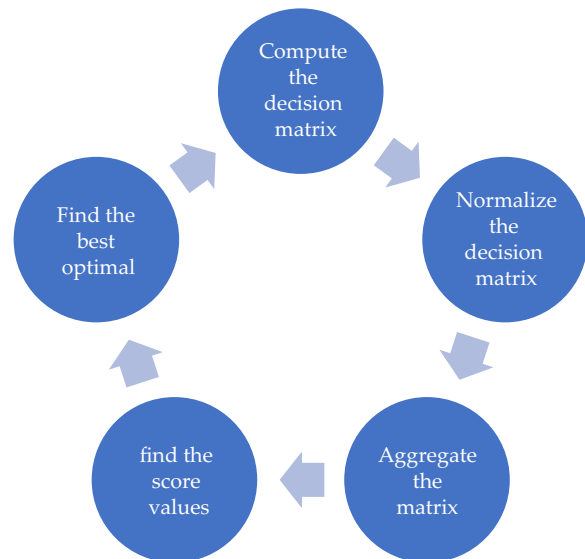 Compute
the
decision
matrix
Normalize
the
decision
matrix
Aggregate
the
matrix
find the
score
values
Find the
best
optimal